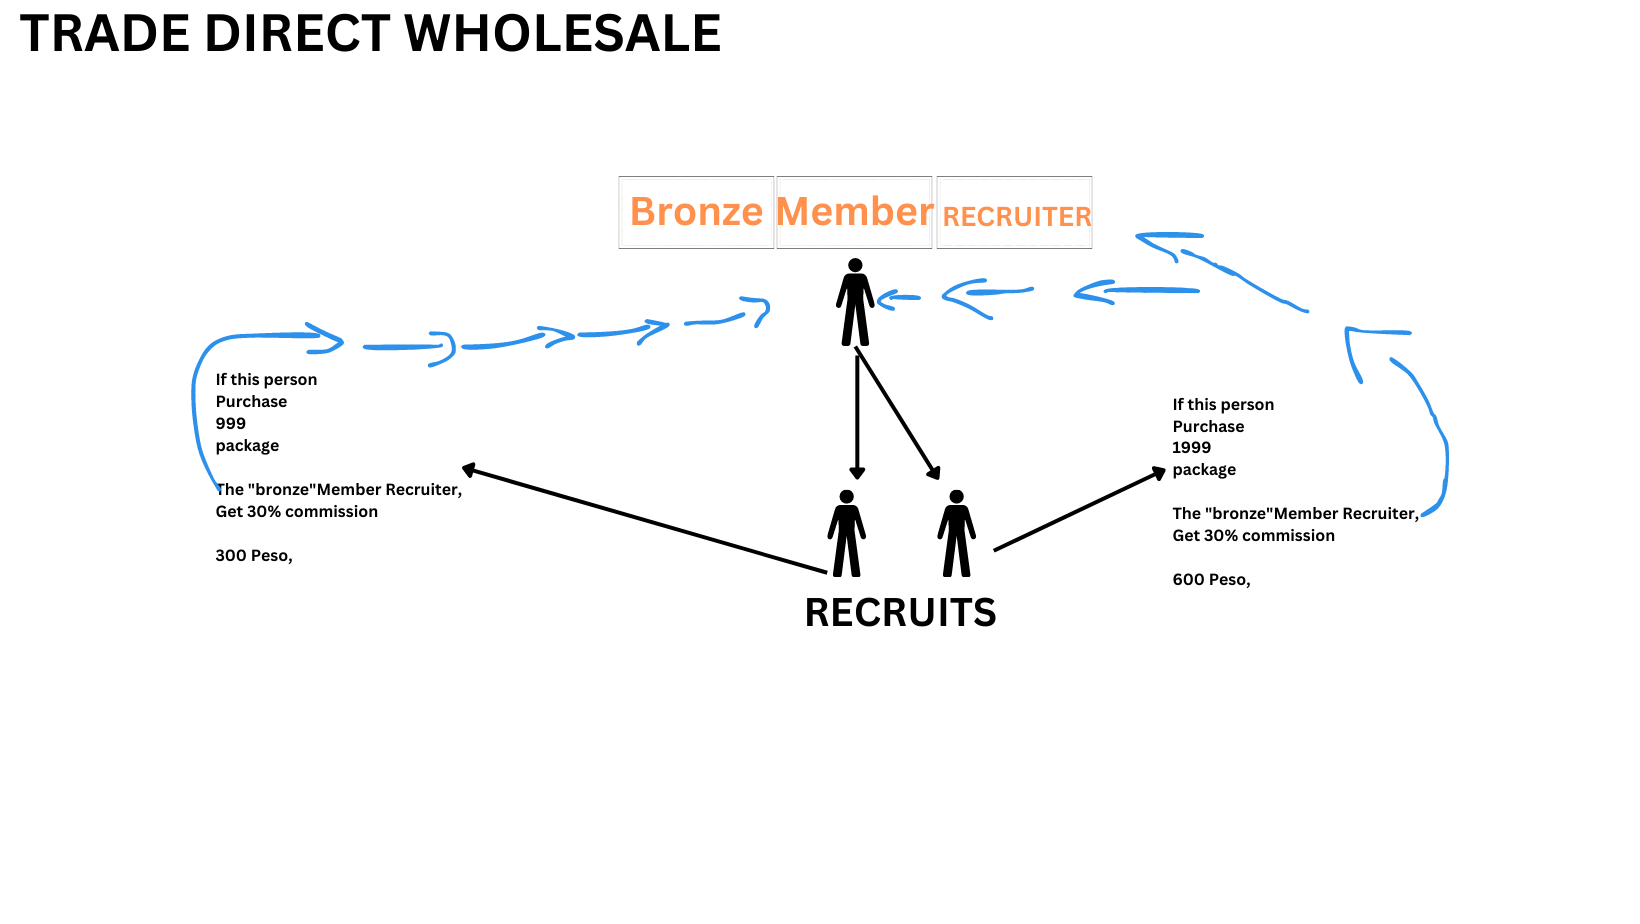 TRADE DIRECT WHOLESALE
Bronze Member RECRUITER
If this person
Purchase
999
package
The "bronze"Member Recruiter,
Get 30% commission
300 Peso,
If this person
Purchase
1999
package
The "bronze"Member Recruiter,
Get 30% commission
600 Peso,
RECRUITS